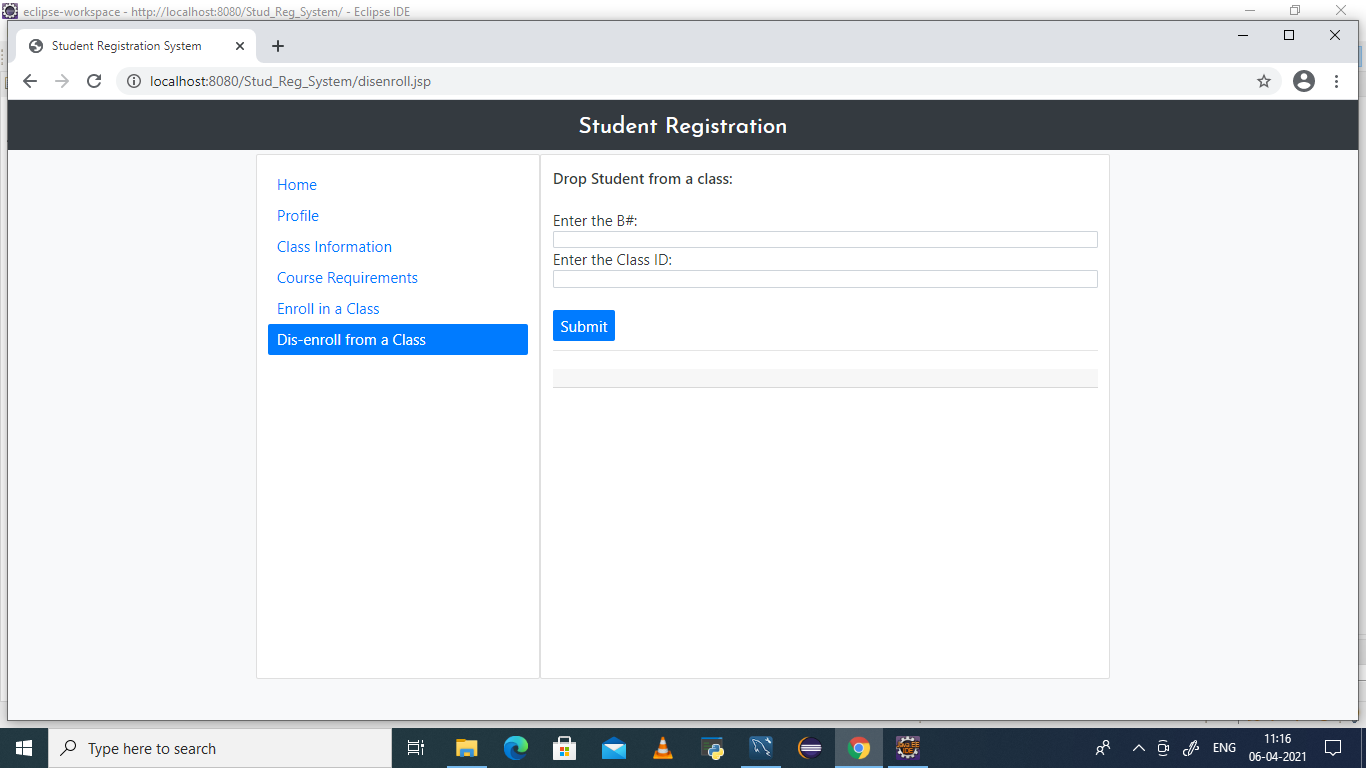 eclipse-workspace - http://localhost:8080/Stud_Reg_System/ - Eclipse IDE
Student Registration System
localhost:8080/Stud_Reg_System/disenroll.jsp
Student Registration
Home
Profile
Class Information
Course Requirements
Enroll in a Class
Dis-enroll from a Class
Drop Student from a class:
Enter the B#:
Enter the Class ID:
Submit
Type here to search
ENG
11:16
06-04-2021